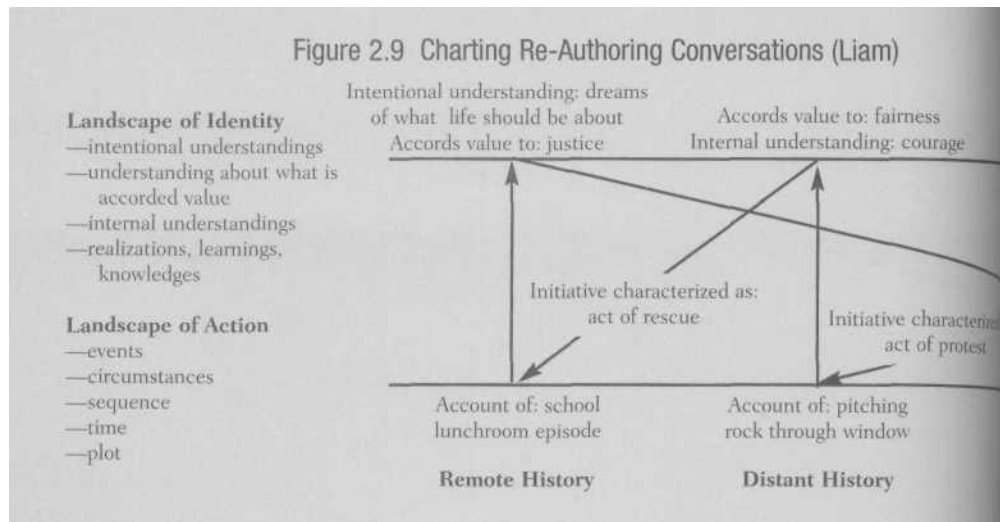 Figure 2.9 Charting Re-Authoring Conversations (Liam)
Landscape of Identity
—intentional understandings
—understanding about what is
accorded value
—internal understandings
—realizations, learnings,
knowledges
Landscape of Action
—events
—circumstances
—sequence
—time
—plot
Intentional understanding: dreams
of what life should be about
Accords value to: justice
Accords value to: fairness
Internal understanding: courage
Initiative characterized as:
act of rescue
Initiative
act of protest
Account of: school
lunchroom episode
Account of: pitching
rock through window
Remote History
Distant History